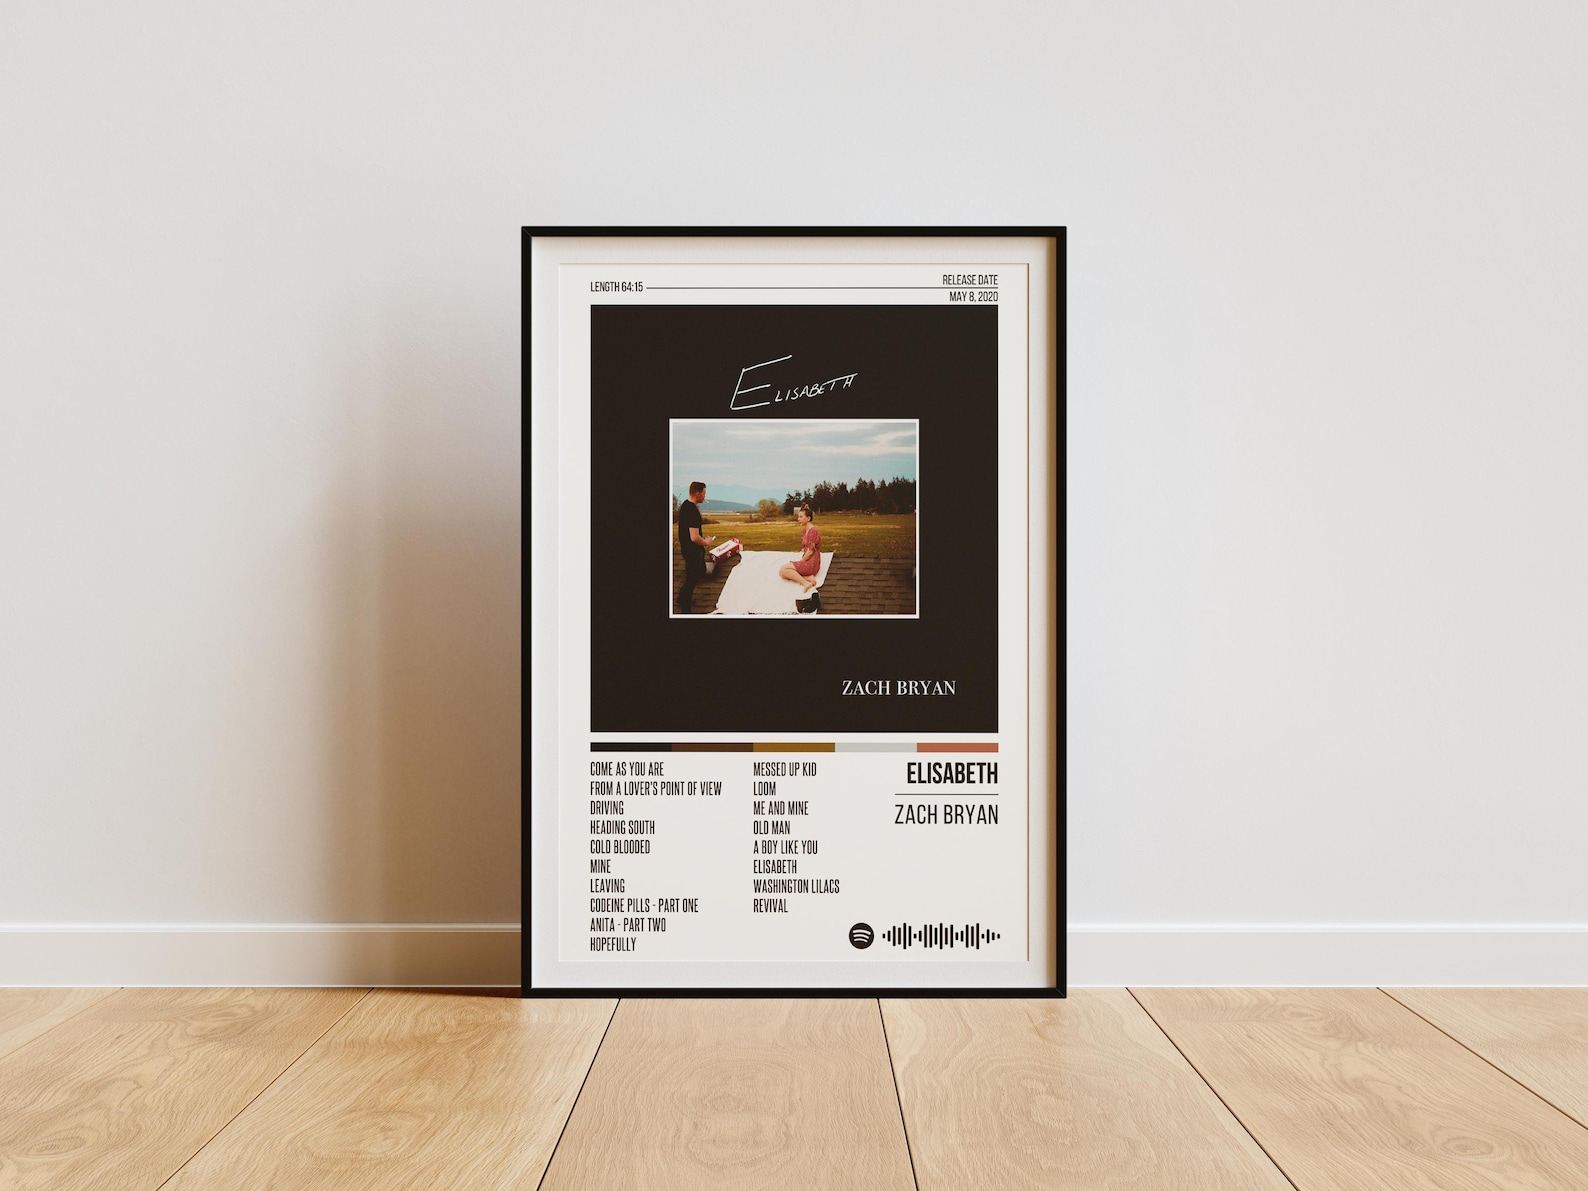 LENGTH 64:15
RELEASE DATE
MAY 8, 2020
ELISABETH
ZACH BRYAN
COME AS YOU ARE
FROM A LOVER'S POINT OF VIEW
DRIVING
HEADING SOUTH
COLD BLOODED
MINE
LEAVING
CODEINE PILLS - PART ONE
ANITA - PART TWO
HOPEFULLY
MESSED UP KID
LOOM
ME AND MINE
OLD MAN
A BOY LIKE YOU
ELISABETH
WASHINGTON LILACS
REVIVAL
ELISABETH
ZACH BRYAN